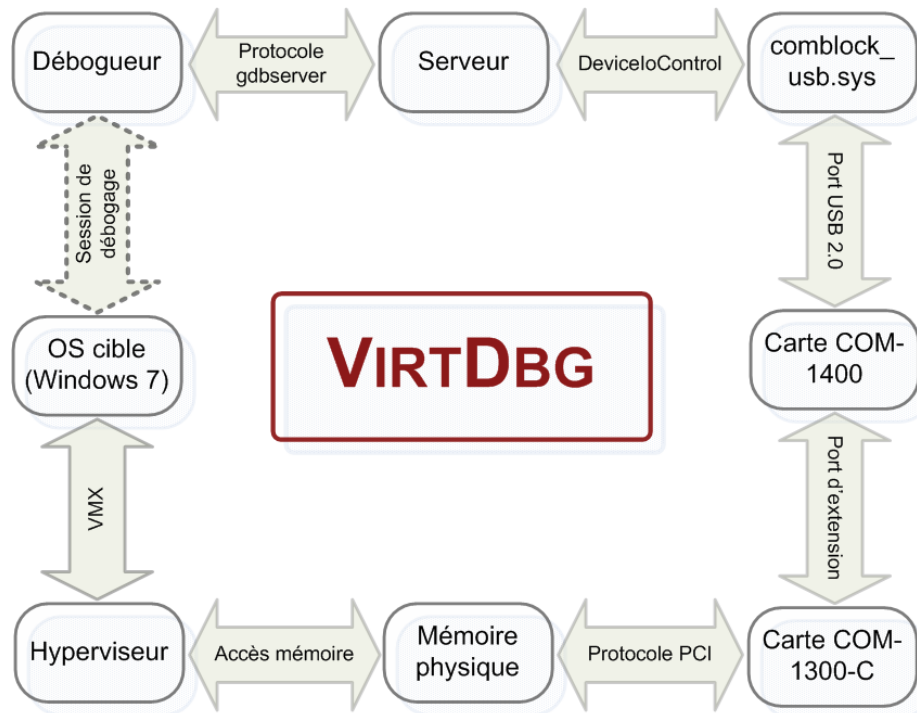 Débogueur
Protocole
gdbserver
Serveur
DeviceIoControl
comblock_
usb.sys
Session de
débogage
Port USB 2.0
OS cible
(Windows 7)
VIRTDBG
Carte COM-
1400
VMX
Port d'extension
Hyperviseur
Accès mémoire
Mémoire
physique
Protocole PCI
Carte COM-
1300-C